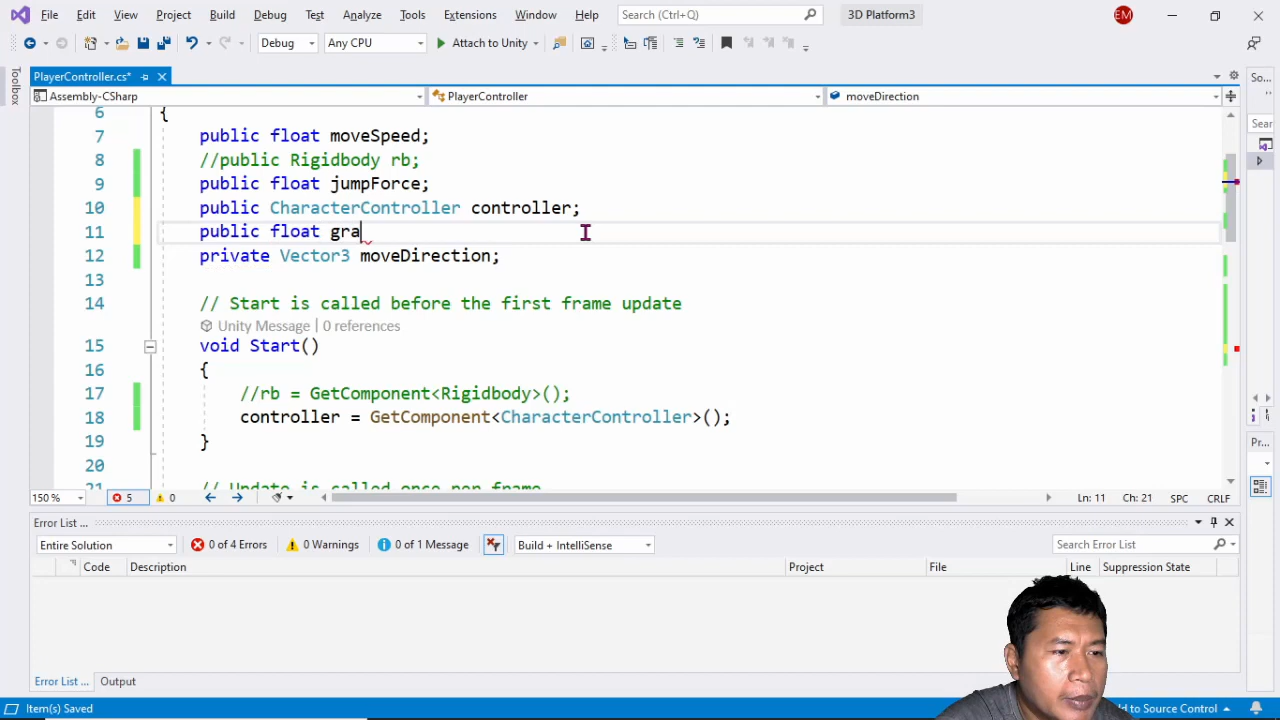 File Edit View Project Build Debug Test Analyze Tools Extensions Window Help Search (Ctrl+Q) 3D Platform3 EM
Debug Any CPU Attach to Unity
Toolbox
PlayerController.cs*
So...
Assembly-CSharp PlayerController moveDirection
Sear
6 {
7 public float moveSpeed;
8 //public Rigidbody rb;
9 public float jumpForce;
10 public CharacterController controller;
11 public float gra
12 private Vector3 moveDirection;
13
14 // Start is called before the first frame update
Unity Message | 0 references
15 void Start()
16 {
17 //rb = GetComponent<Rigidbody>();
18 controller = GetComponent<CharacterController>();
19 }
20
21 // Update is called once per frame
Pr...
150 % 5 0 Ln: 11 Ch: 21 SPC CRLF
Error List ...
Entire Solution 0 of 4 Errors 0 Warnings 0 of 1 Message Build + IntelliSense Search Error List
Code Description Project File Line Suppression State
Error List ... Output
Item(s) Saved dd to Source Control